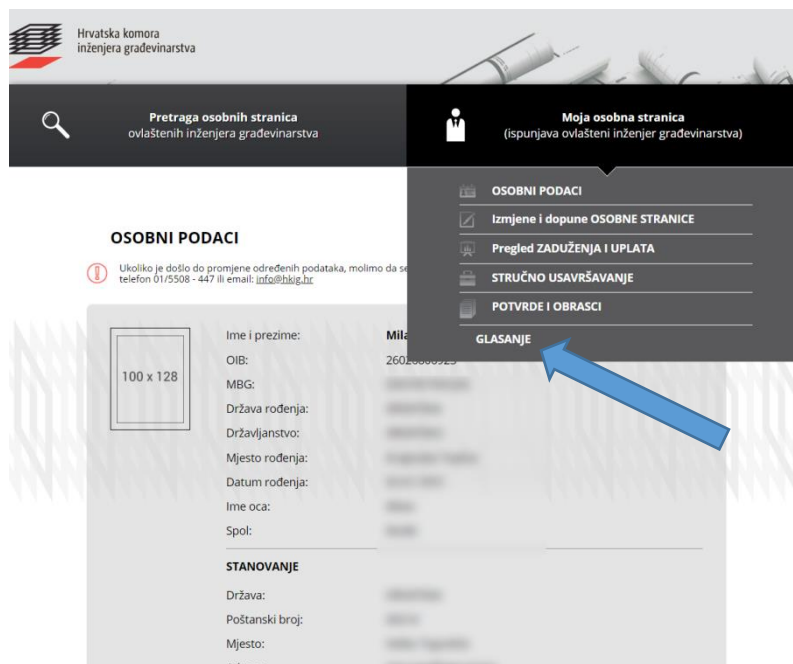 Hrvatska komora
inženjera građevinarstva
Pretraga osobnih stranica
ovlaštenih inženjera građevinarstva
Moja osobna stranica
(ispunjava ovlašteni inženjer građevinarstva)
OSOBNI PODACI
Izmjene i dopune OSOBNE STRANICE
Pregled ZADUŽENJA I UPLATA
STRUČNO USAVRŠAVANJE
POTVRDE I OBRASCI
GLASANJE
OSOBNI PODACI
Ukoliko je došlo do promjene određenih podataka, molimo da se
telefon 01/5508 - 447 ili email: info@hkig.hr
100 x 128
Ime i prezime:
OIB:
MBG:
Država rođenja:
Državljanstvo:
Mjesto rođenja:
Datum rođenja:
Ime oca:
Spol:
STANOVANJE
Država:
Poštanski broj:
Mjesto: